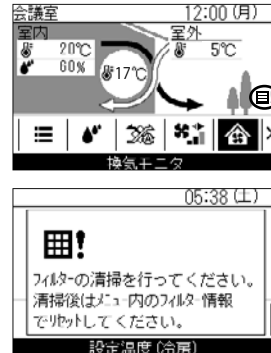 会議室 12:00 (月)
室内 室外
20℃ 5℃
60%
17℃
換気モニタ
05:38 (土)
フィルターの清掃を行ってください。
清掃後はメニュー内のフィルター情報
でリセットしてください。
設定温度 (冷房)